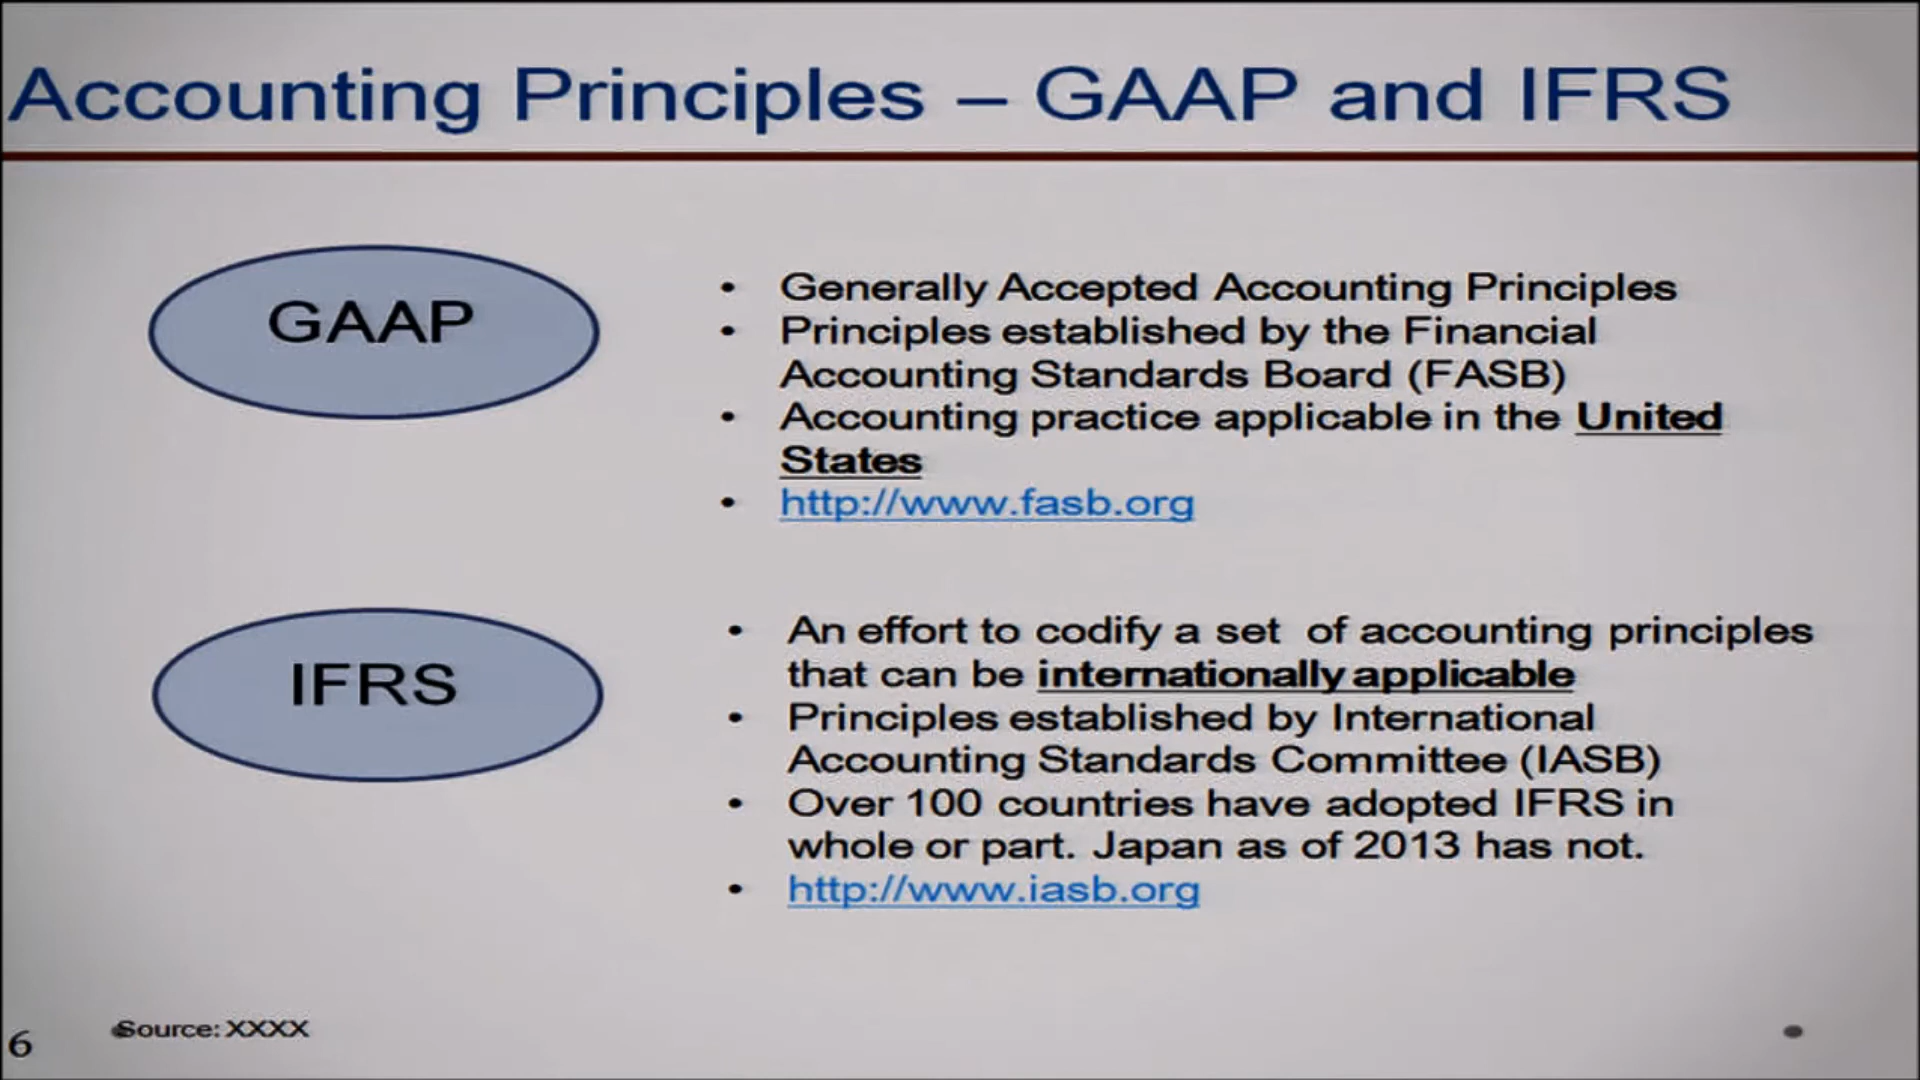 Accounting Principles – GAAP and IFRS
GAAP
• Generally Accepted Accounting Principles
• Principles established by the Financial
Accounting Standards Board (FASB)
• Accounting practice applicable in the United
States
• http://www.fasb.org
IFRS
• An effort to codify a set of accounting principles
that can be internationally applicable
• Principles established by International
Accounting Standards Committee (IASB)
• Over 100 countries have adopted IFRS in
whole or part. Japan as of 2013 has not.
• http://www.iasb.org
Source: XXXX
6